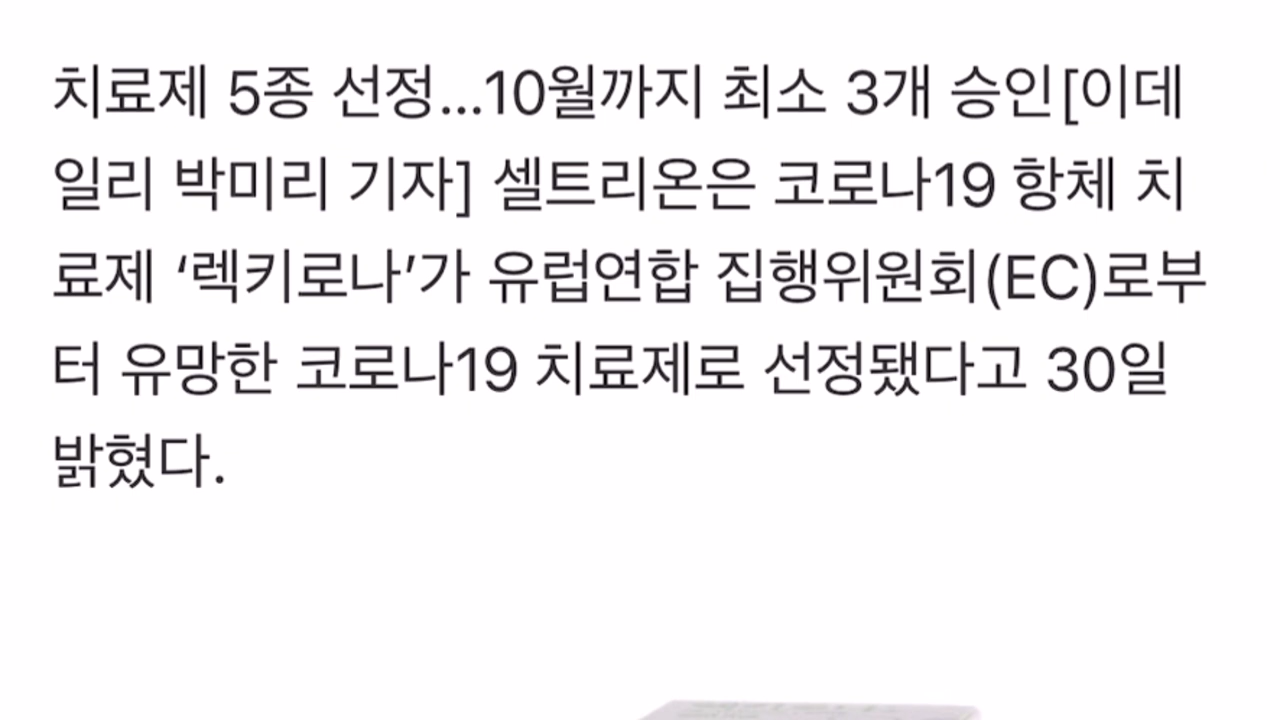 치료제 5종 선정...10월까지 최소 3개 승인[이데
일리 박미리 기자] 셀트리온은 코로나19 항체 치
료제 ‘렉키로나’가 유럽연합 집행위원회(EC)로부
터 유망한 코로나19 치료제로 선정됐다고 30일
밝혔다.